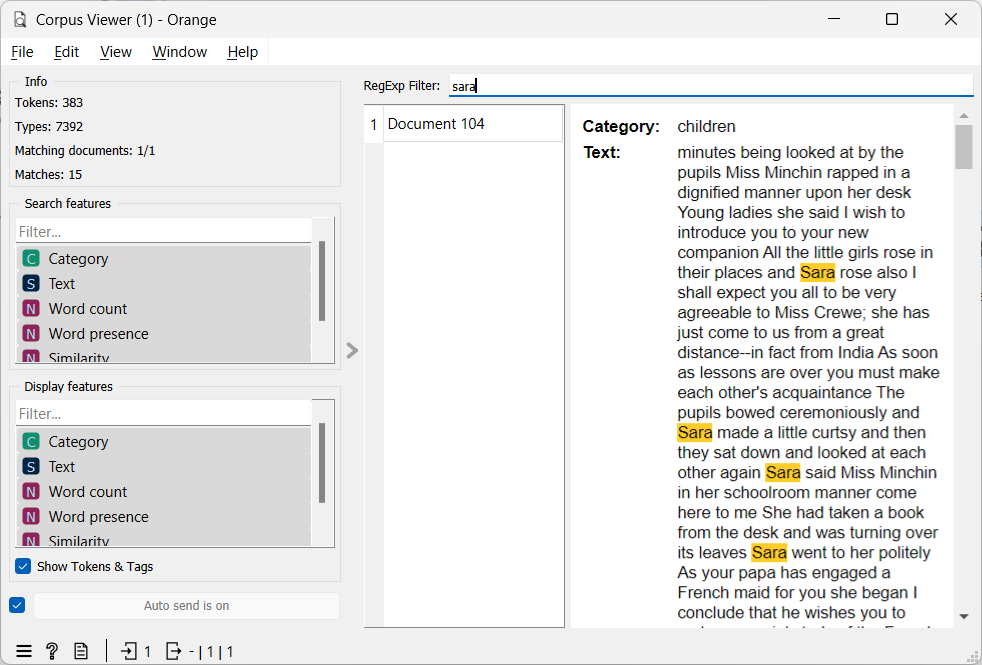 Corpus Viewer (1) - Orange
File Edit View Window Help
Info
Tokens: 383
Types: 7392
Matching documents: 1/1
Matches: 15
Search features
Filter...
C Category
S Text
N Word count
N Word presence
N Similarity
Display features
Filter...
C Category
S Text
N Word count
N Word presence
N Similarity
Show Tokens & Tags
Auto send is on
1
- | 1 | 1
RegExp Filter: sara
1 Document 104
Category: children
Text: minutes being looked at by the
pupils Miss Minchin rapped in a
dignified manner upon her desk
Young ladies she said I wish to
introduce you to your new
companion All the little girls rose in
their places and Sara rose also I
shall expect you all to be very
agreeable to Miss Crewe; she has
just come to us from a great
distance--in fact from India As soon
as lessons are over you must make
each other's acquaintance The
pupils bowed ceremoniously and
Sara made a little curtsy and then
they sat down and looked at each
other again Sara said Miss Minchin
in her schoolroom manner come
here to me She had taken a book
from the desk and was turning over
its leaves Sara went to her politely
As your papa has engaged a
French maid for you she began I
conclude that he wishes you to